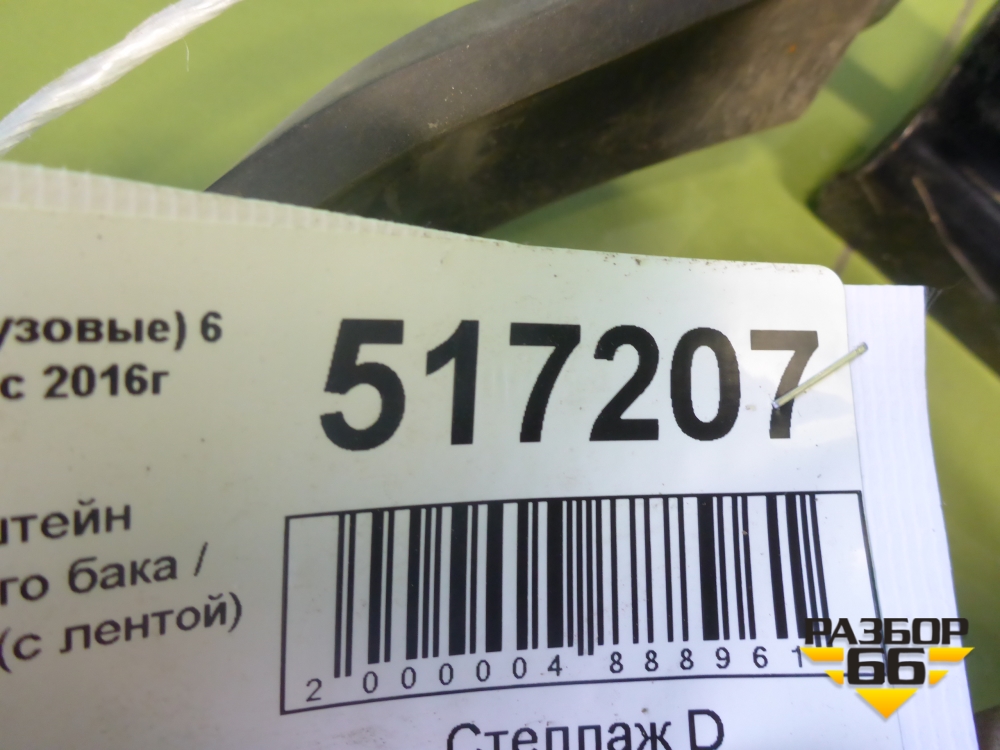 узовые) 6
с 2016г
517207
штейн
го бака /
(с лентой)
2 000004 888961
Стеллаж D
РАЗБОР
66